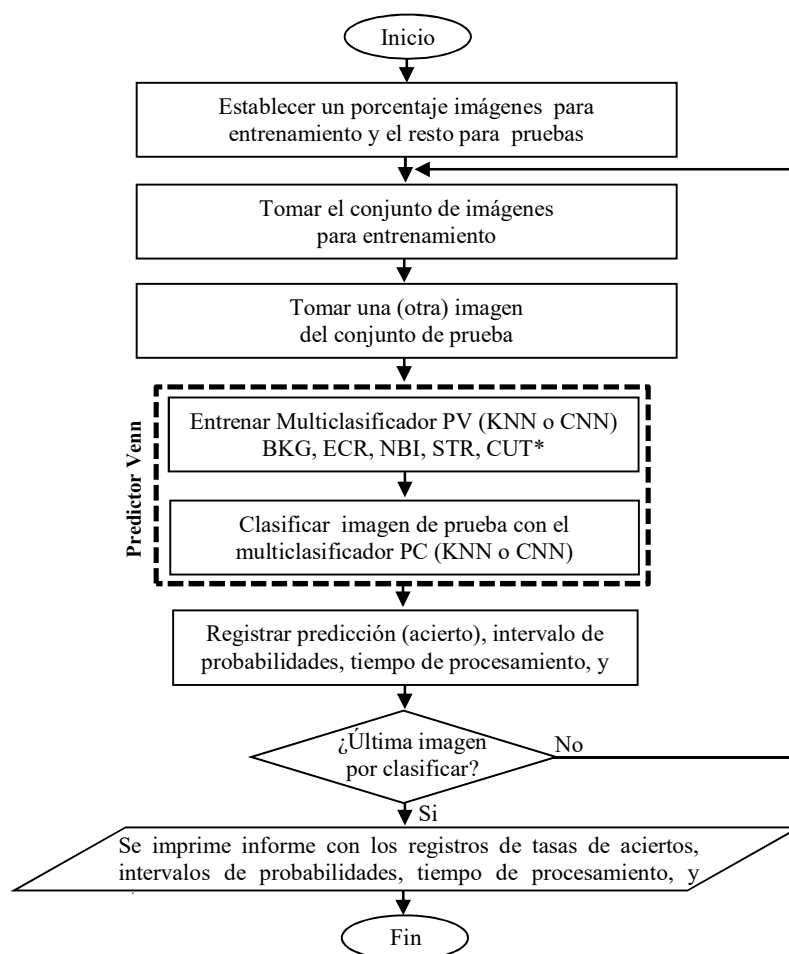 Inicio
Establecer un porcentaje imágenes para
entrenamiento y el resto para pruebas
Tomar el conjunto de imágenes
para entrenamiento
Tomar una (otra) imagen
del conjunto de prueba
Predictor Venn
Entrenar Multiclasificador PV (KNN o CNN)
BKG, ECR, NBI, STR, CUT*
Clasificar imagen de prueba con el
multiclasificador PC (KNN o CNN)
Registrar predicción (acierto), intervalo de
probabilidades, tiempo de procesamiento, y
¿Última imagen
por clasificar?
No
Si
Se imprime informe con los registros de tasas de aciertos,
intervalos de probabilidades, tiempo de procesamiento, y
Fin